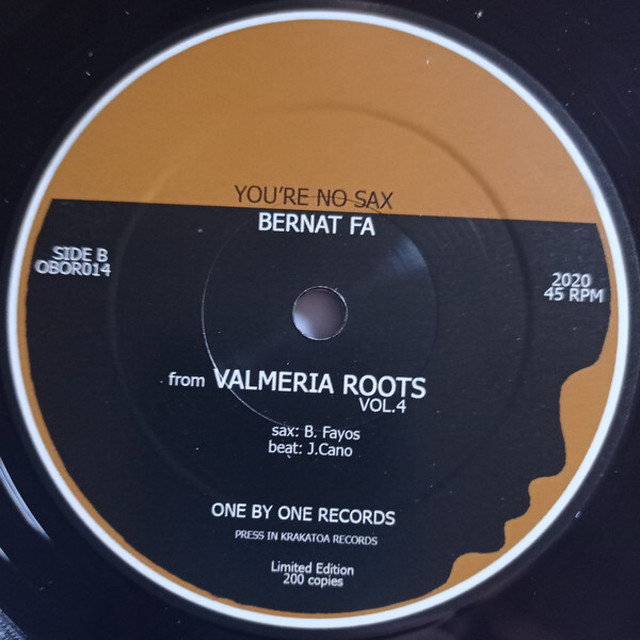 YOU'RE NO SAX
BERNAT FA
SIDE B
OBOR014
2020
45 RPM
from VALMERIA ROOTS
VOL.4
sax: B. Fayos
beat: J.Cano
ONE BY ONE RECORDS
PRESS IN KRAKATOA RECORDS
Limited Edition
200 copies